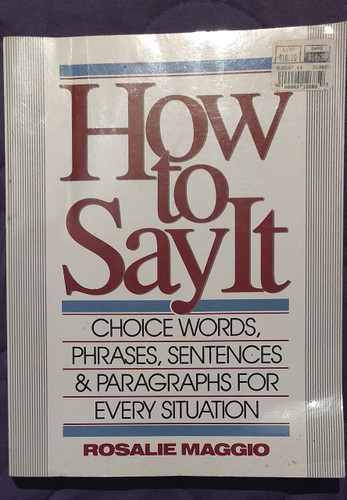 How
to
Say It
CHOICE WORDS,
PHRASES, SENTENCES
& PARAGRAPHS FOR
EVERY SITUATION
ROSALIE MAGGIO